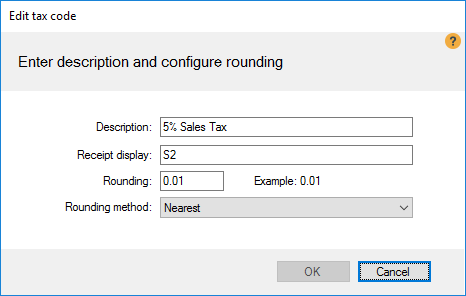 Edit tax code
?
Enter description and configure rounding
Description: 5% Sales Tax
Receipt display: S2
Rounding: 0.01 Example: 0.01
Rounding method: Nearest
OK Cancel